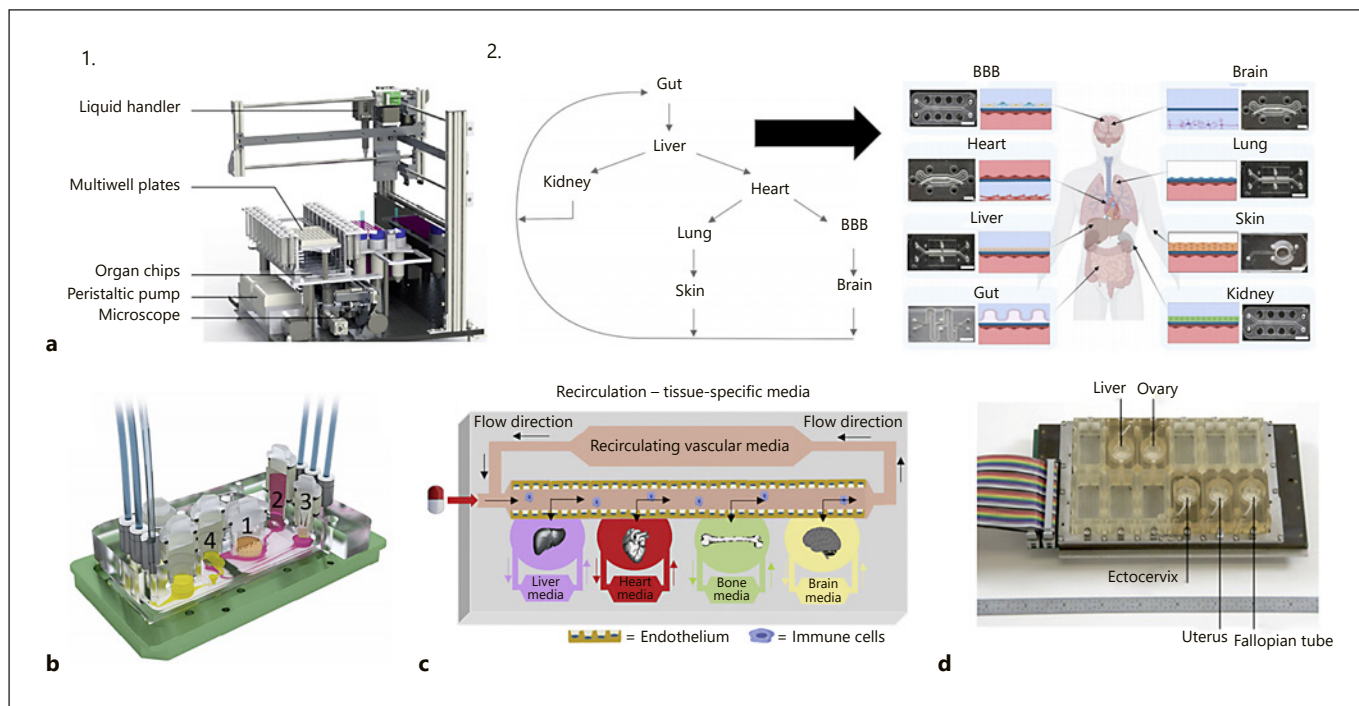 1.
Liquid handler
Multiwell plates
Organ chips
Peristaltic pump
Microscope
a
2.
Gut
Liver
Kidney
Heart
Lung
BBB
Skin
Brain
BBB
Brain
Heart
Lung
Liver
Skin
Gut
Kidney
b
1
2
3
4
c
Recirculation – tissue-specific media
Flow direction
Flow direction
Recirculating vascular media
Liver
media
Heart
media
Bone
media
Brain
media
= Endothelium
= Immune cells
d
Liver
Ovary
Ectocervix
Uterus
Fallopian tube